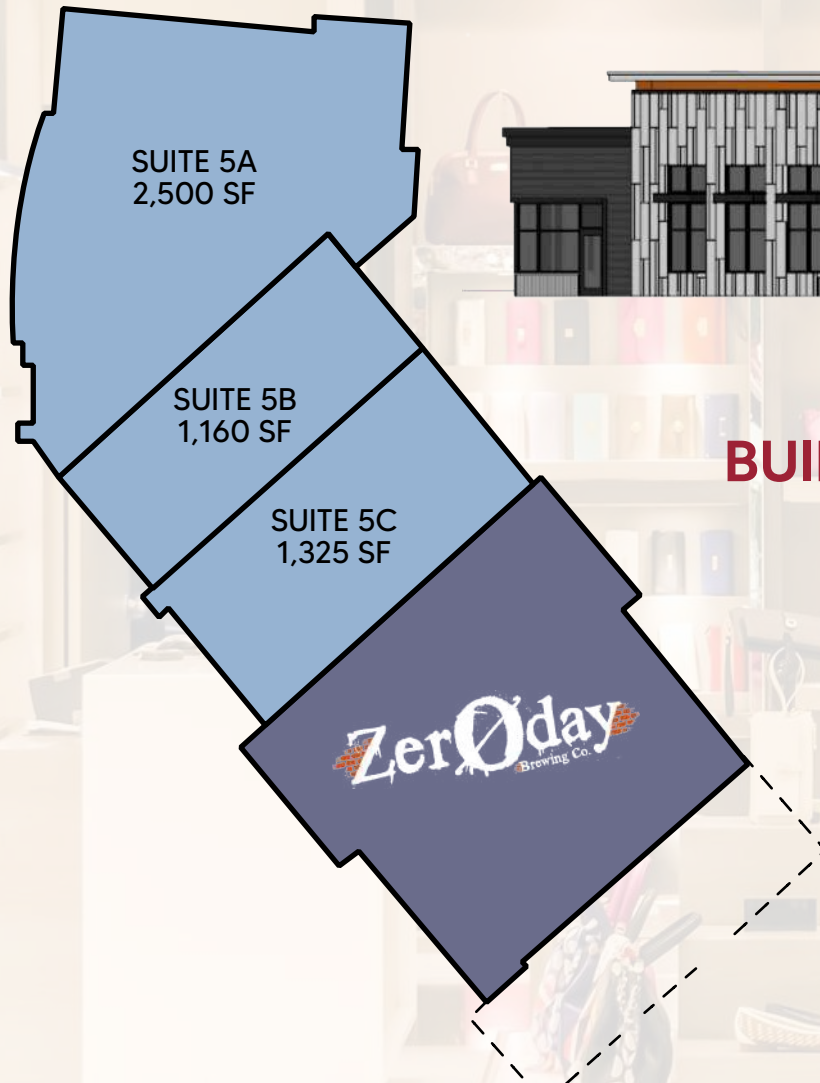 SUITE 5A
2,500 SF
SUITE 5B
1,160 SF
BUI
SUITE 5C
1,325 SF
ZerØday
Brewing Co.